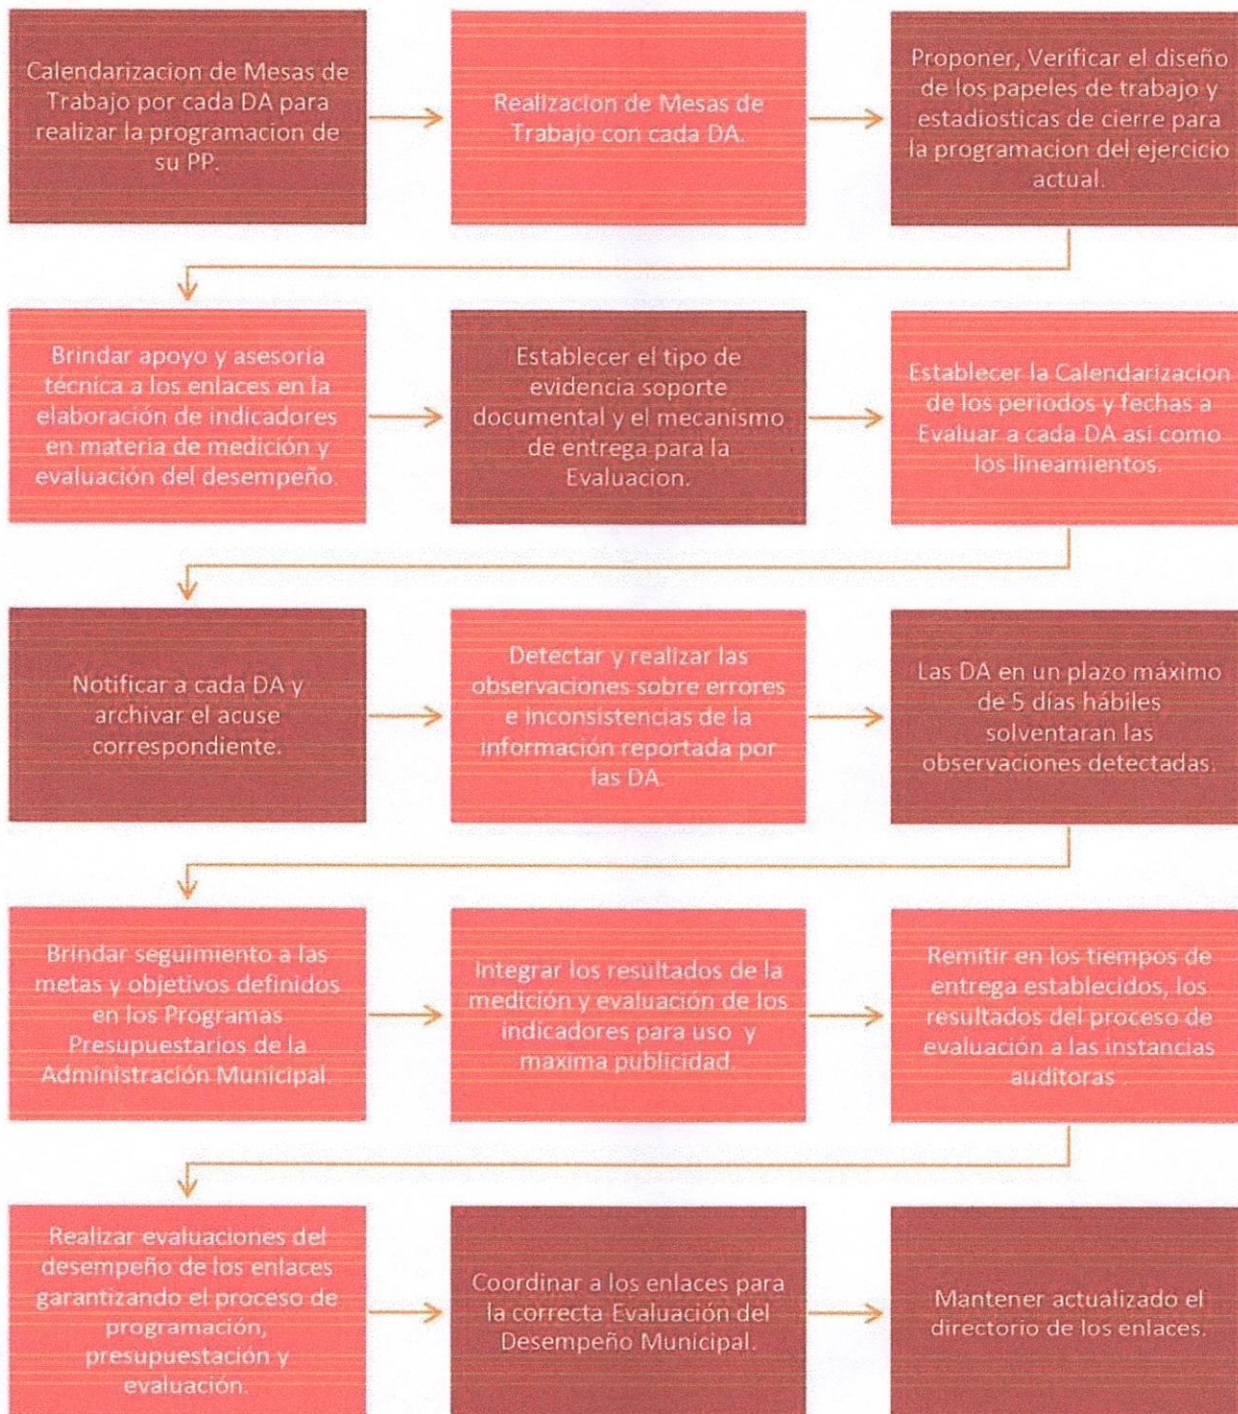 Calendarizacion de Mesas de
Trabajo por cada DA para
realizar la programacion de
su PP.
Realizacion de Mesas de
Trabajo con cada DA.
Proponer, Verificar el diseño
de los papeles de trabajo y
estadiosticas de cierre para
la programacion del ejercicio
actual.
Brindar apoyo y asesoría
técnica a los enlaces en la
elaboración de indicadores
en materia de medición y
evaluación del desempeño.
Establecer el tipo de
evidencia soporte
documental y el mecanismo
de entrega para la
Evaluacion.
Establecer la Calendarizacion
de los periodos y fechas a
Evaluar a cada DA asi como
los lineamientos.
Notificar a cada DA y
archivar el acuse
correspondiente.
Detectar y realizar las
observaciones sobre errores
e inconsistencias de la
información reportada por
las DA.
Las DA en un plazo máximo
de 5 días hábiles
solventaran las
observaciones detectadas.
Brindar seguimiento a las
metas y objetivos definidos
en los Programas
Presupuestarios de la
Administración Municipal.
Integrar los resultados de la
medición y evaluación de los
indicadores para uso y
maxima publicidad.
Remitir en los tiempos de
entrega establecidos, los
resultados del proceso de
evaluación a las instancias
auditoras .
Realizar evaluaciones del
desempeño de los enlaces
garantizando el proceso de
programación,
presupuestación y
evaluación.
Coordinar a los enlaces para
la correcta Evaluación del
Desempeño Municipal.
Mantener actualizado el
directorio de los enlaces.